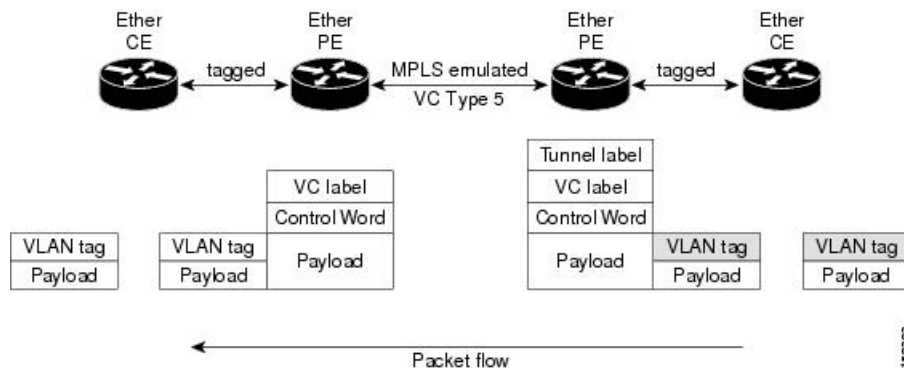 Ether CE
Ether PE
Ether PE
Ether CE
tagged
MPLS emulated
VC Type 5
tagged
Tunnel label
VC label
VC label
Control Word
Control Word
VLAN tag
VLAN tag
Payload
Payload
VLAN tag
VLAN tag
Payload
Payload
Payload
Payload
Packet flow